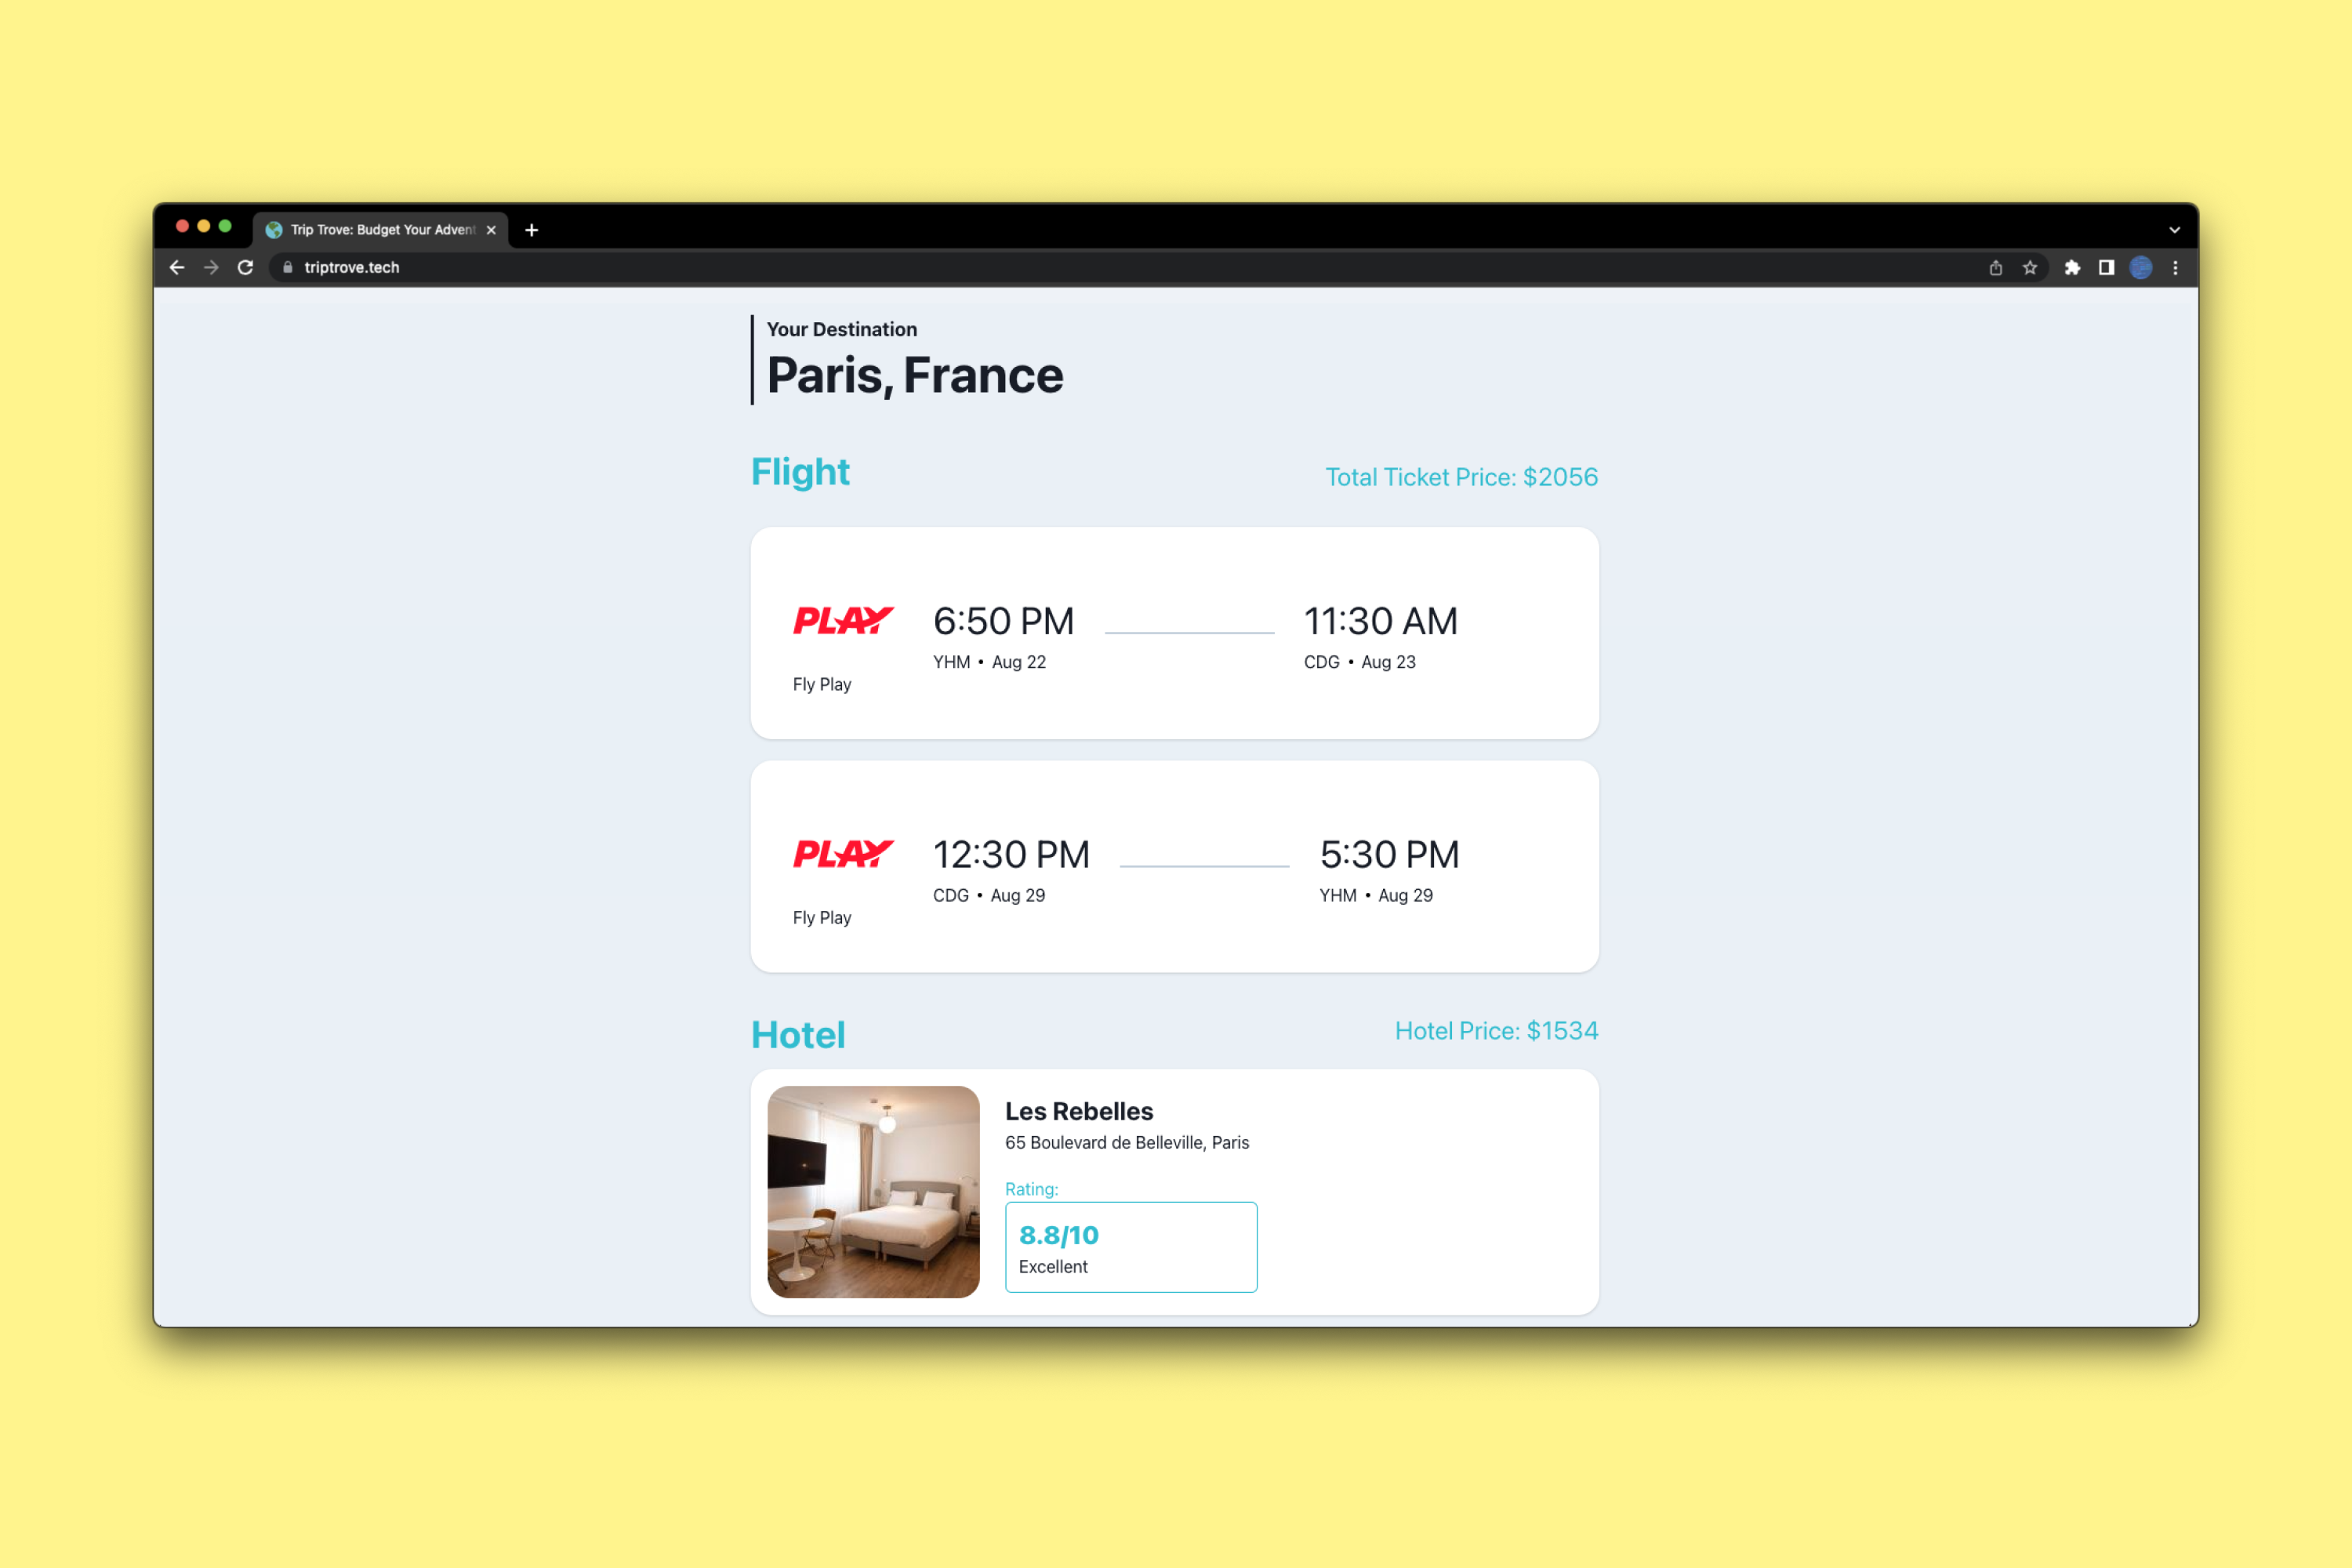 Trip Trove: Budget Your Advent
triptrove.tech
Your Destination
Paris, France
Flight
Total Ticket Price: $2056
PLAY
6:50 PM
11:30 AM
YHM • Aug 22
CDG • Aug 23
Fly Play
PLAY
12:30 PM
5:30 PM
CDG • Aug 29
YHM • Aug 29
Fly Play
Hotel
Hotel Price: $1534
Les Rebelles
65 Boulevard de Belleville, Paris
Rating:
8.8/10
Excellent